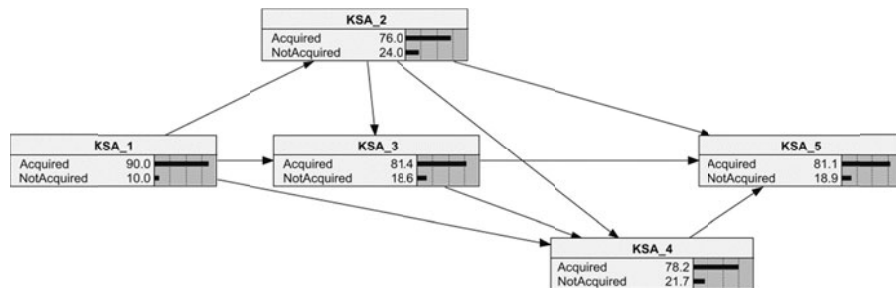 KSA_2
Acquired 76.0
NotAcquired 24.0
KSA_1
Acquired 90.0
NotAcquired 10.0
KSA_3
Acquired 81.4
NotAcquired 18.6
KSA_5
Acquired 81.1
NotAcquired 18.9
KSA_4
Acquired 78.2
NotAcquired 21.7